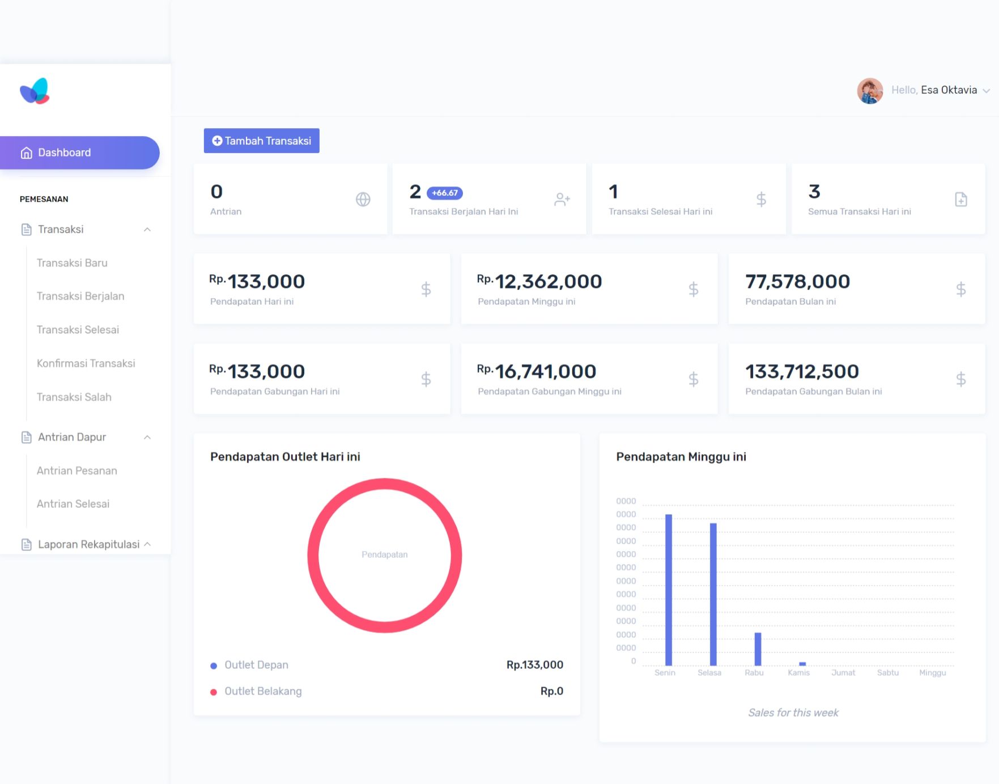 Hello, Esa Oktavia
Dashboard
PEMESANAN
Transaksi
Transaksi Baru
Transaksi Berjalan
Transaksi Selesai
Konfirmasi Transaksi
Transaksi Salah
Antrian Dapur
Antrian Pesanan
Antrian Selesai
Laporan Rekapitulasi
Tambah Transaksi
0
Antrian
2 +66.67
Transaksi Berjalan Hari Ini
1
Transaksi Selesai Hari ini
3
Semua Transaksi Hari ini
Rp.133,000
Pendapatan Hari ini
Rp.12,362,000
Pendapatan Minggu ini
77,578,000
Pendapatan Bulan ini
Rp.133,000
Pendapatan Gabungan Hari ini
Rp.16,741,000
Pendapatan Gabungan Minggu ini
133,712,500
Pendapatan Gabungan Bulan ini
Pendapatan Outlet Hari ini
Pendapatan
Outlet Depan Rp.133,000
Outlet Belakang Rp.0
Pendapatan Minggu ini
0000
0000
0000
0000
0000
0000
0000
0000
0000
0000
0000
0000
0
Senin Selasa Rabu Kamis Jumat Sabtu Minggu
Sales for this week